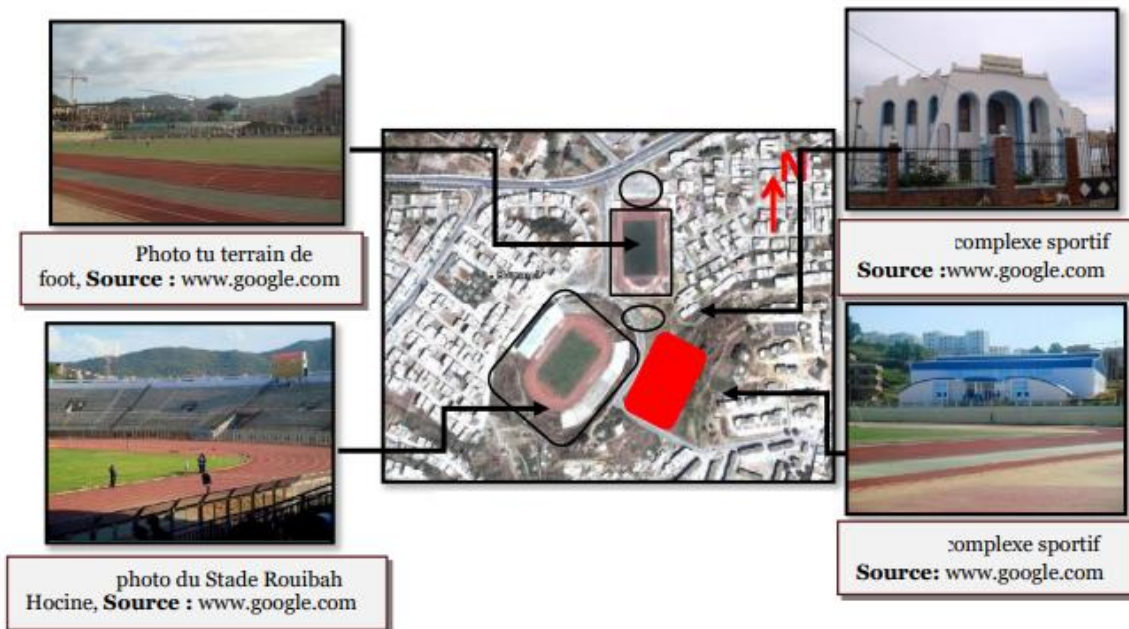 Photo tu terrain de
foot, Source : www.google.com
N
complexe sportif
Source :www.google.com
photo du Stade Rouibah
Hocine, Source : www.google.com
complexe sportif
Source: www.google.com